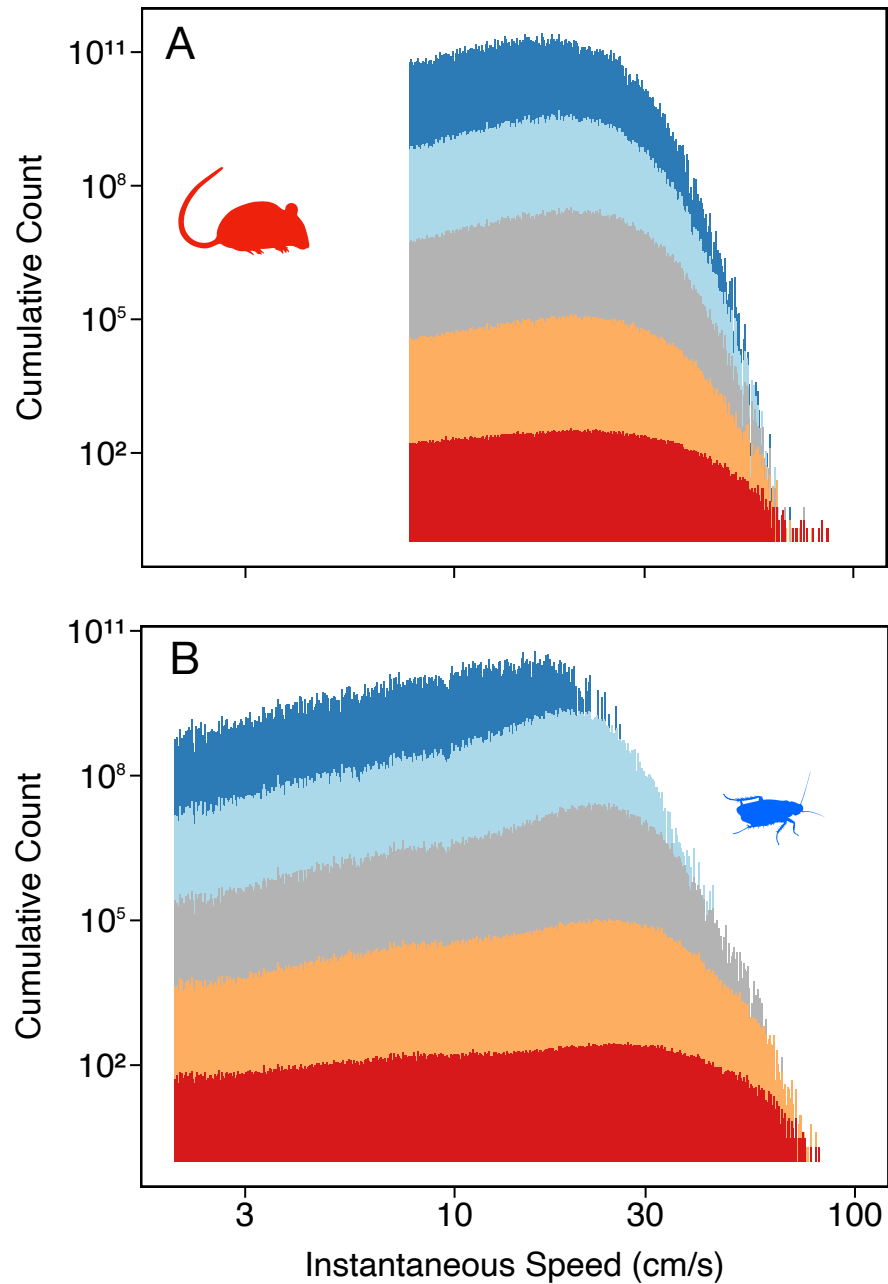 A
10¹¹
10⁸
10⁵
10²
Cumulative Count
B
10¹¹
10⁸
10⁵
10²
Cumulative Count
3 10 30 100
Instantaneous Speed (cm/s)